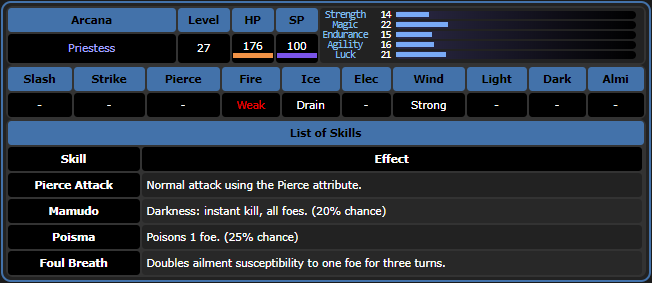 Arcana Level HP SP
Priestess 27 176 100
Strength 14
Magic 22
Endurance 15
Agility 16
Luck 21
Slash Strike Pierce Fire Ice Elec Wind Light Dark Almi
- - - Weak Drain - Strong - - -
List of Skills
Skill Effect
Pierce Attack Normal attack using the Pierce attribute.
Mamudo Darkness: instant kill, all foes. (20% chance)
Poisma Poisons 1 foe. (25% chance)
Foul Breath Doubles ailment susceptibility to one foe for three turns.